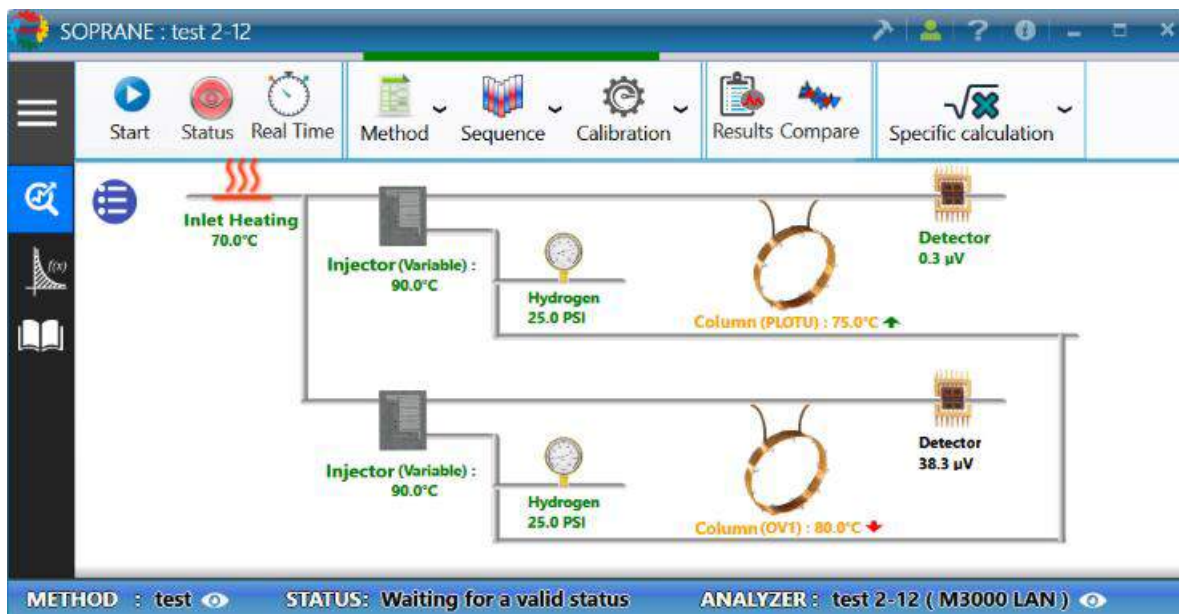 SOPRANE : test 2-12
Start
Status
Real Time
Method
Sequence
Calibration
Results
Compare
Specific calculation
Inlet Heating
70.0°C
Injector (Variable) :
90.0°C
Hydrogen
25.0 PSI
Column (PLOTU) : 75.0°C
Detector
0.3 µV
f(x)
Injector (Variable) :
90.0°C
Hydrogen
25.0 PSI
Column (OV1) : 80.0°C
Detector
38.3 µV
METHOD : test
STATUS: Waiting for a valid status
ANALYZER : test 2-12 ( M3000 LAN )